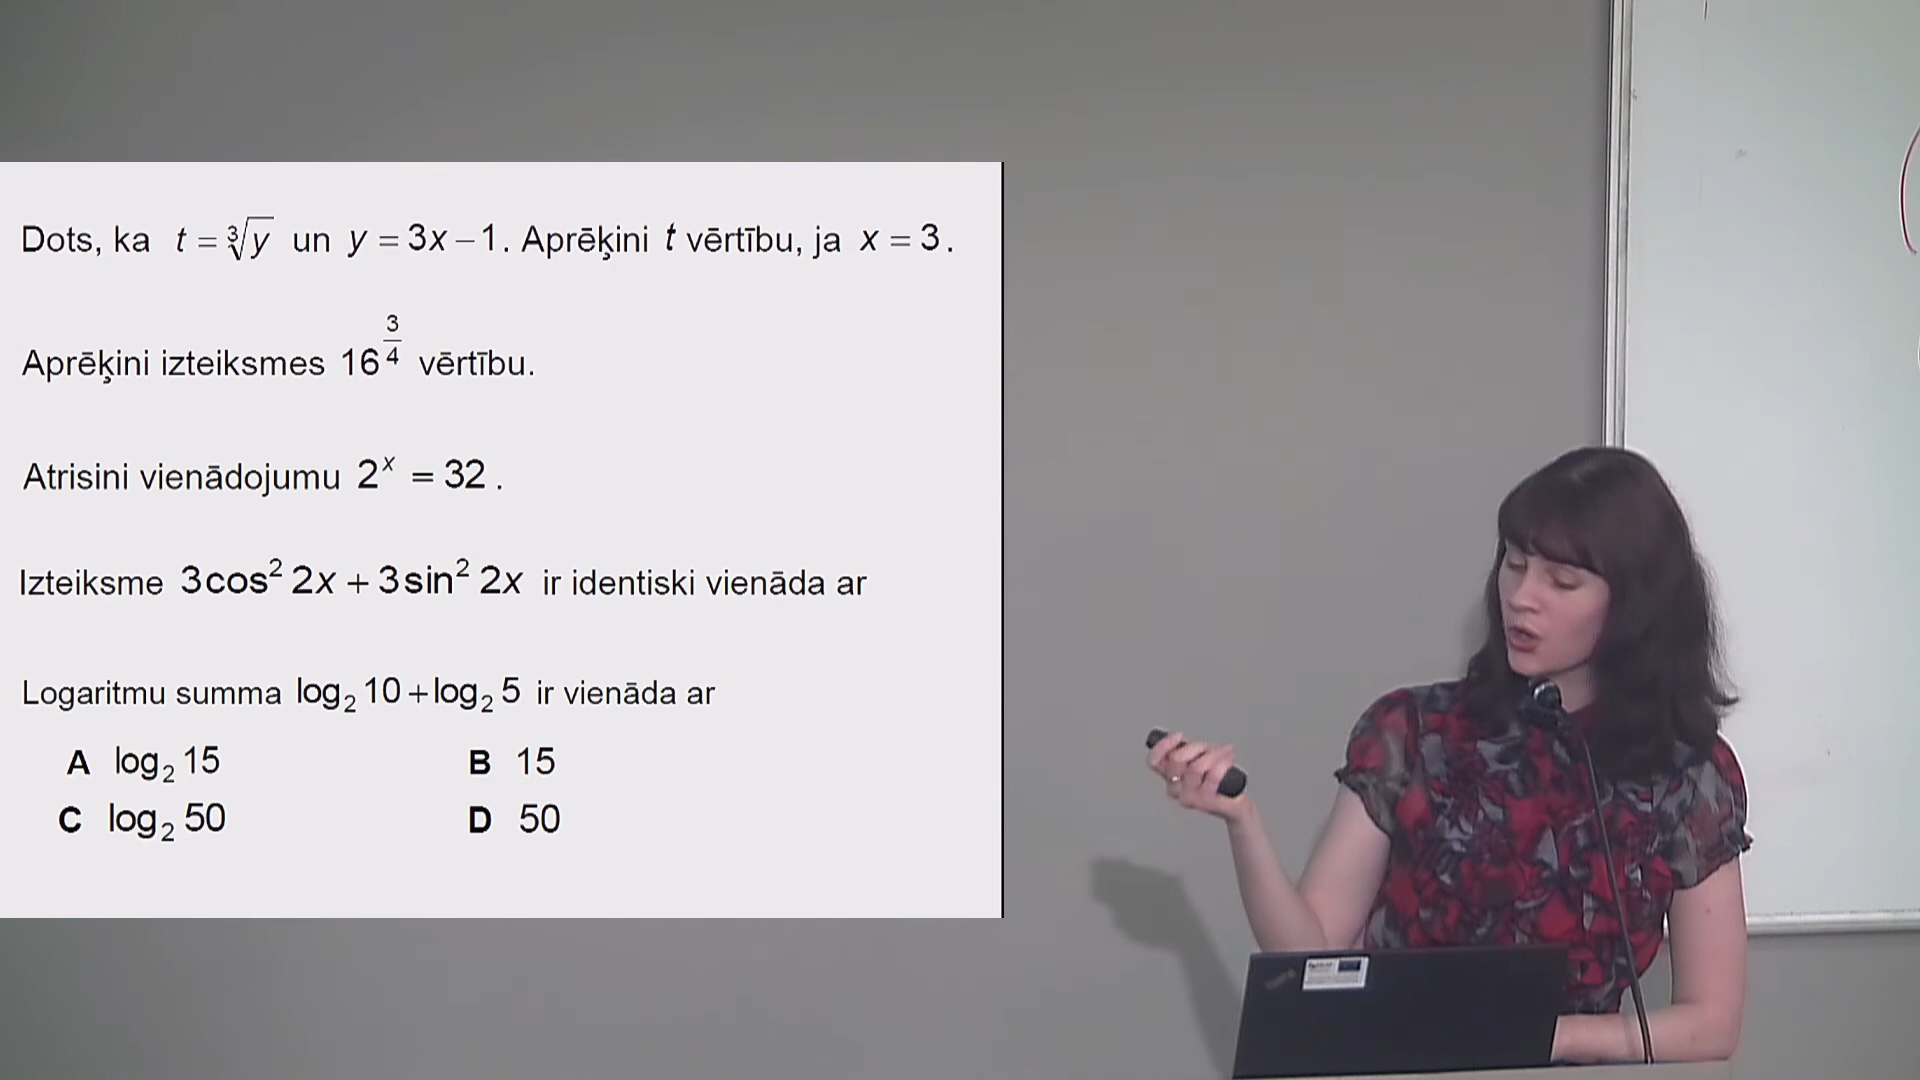 Dots, ka t = ∛y un y = 3x − 1. Aprēķini t vērtību, ja x = 3.
Aprēķini izteiksmes 16^(3/4) vērtību.
Atrisini vienādojumu 2^x = 32.
Izteiksme 3cos² 2x + 3sin² 2x ir identiski vienāda ar
Logaritmu summa log₂ 10 + log₂ 5 ir vienāda ar
A log₂ 15 B 15
C log₂ 50 D 50